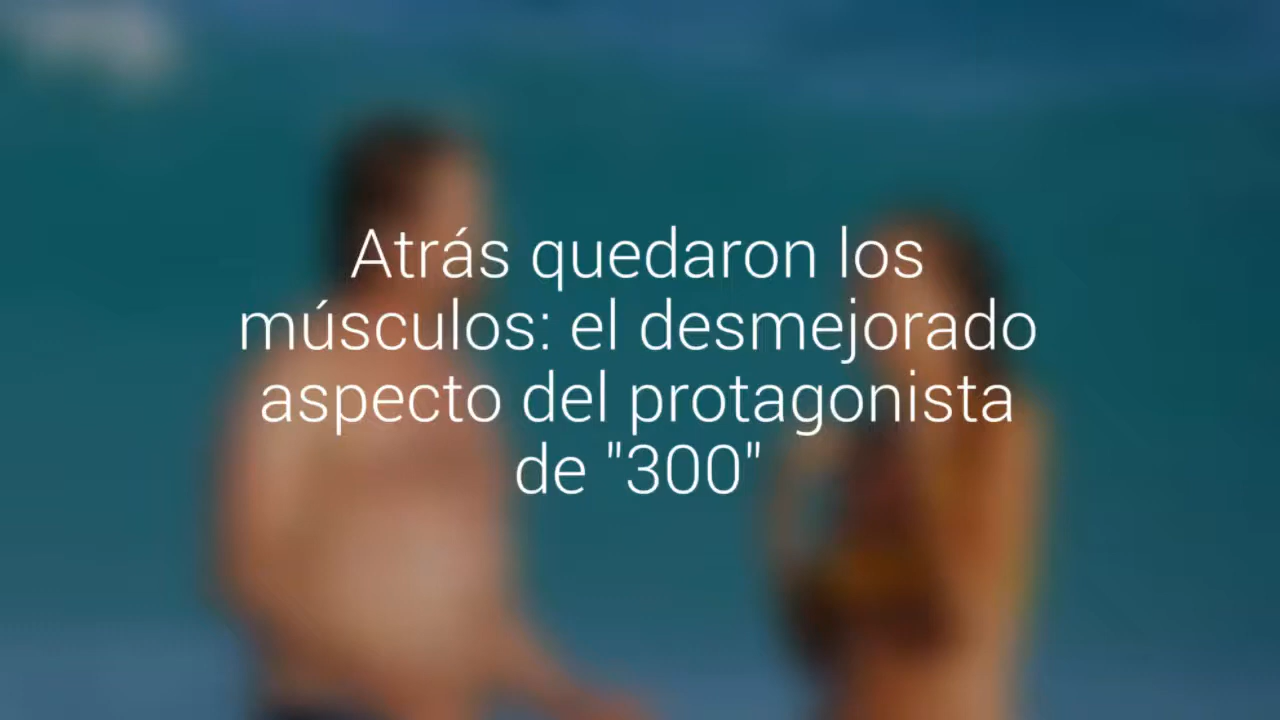 Atrás quedaron los
músculos: el desmejorado
aspecto del protagonista
de "300"